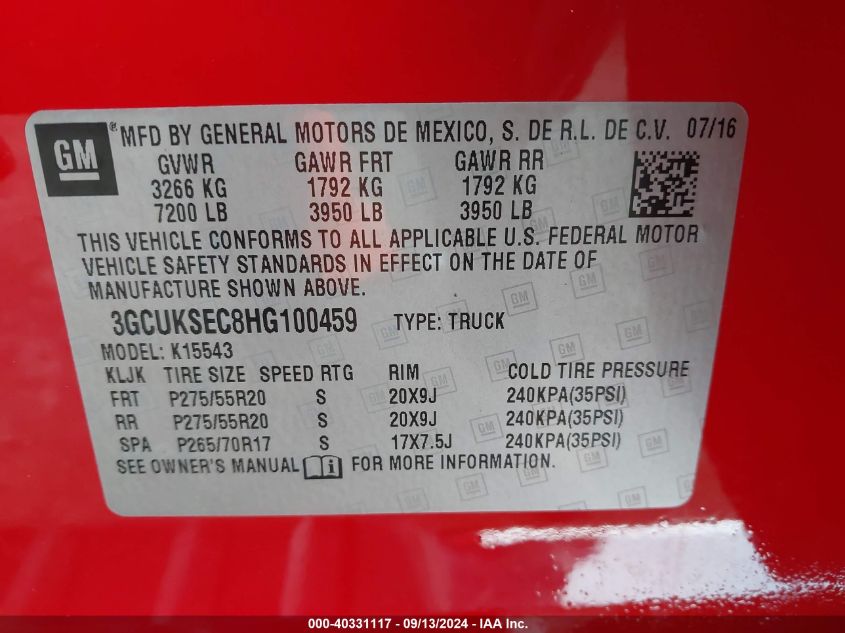 GM ® MFD BY GENERAL MOTORS DE MEXICO, S. DE R.L. DE C.V. 07/16
GVWR GAWR FRT GAWR RR
3266 KG 1792 KG 1792 KG
7200 LB 3950 LB 3950 LB
THIS VEHICLE CONFORMS TO ALL APPLICABLE U.S. FEDERAL MOTOR
VEHICLE SAFETY STANDARDS IN EFFECT ON THE DATE OF
MANUFACTURE SHOWN ABOVE.
3GCUKSEC8HG100459 TYPE: TRUCK
MODEL: K15543
KLJK TIRE SIZE SPEED RTG RIM COLD TIRE PRESSURE
FRT P275/55R20 S 20X9J 240KPA(35PSI)
RR P275/55R20 S 20X9J 240KPA(35PSI)
SPA P265/70R17 S 17X7.5J 240KPA(35PSI)
SEE OWNER'S MANUAL FOR MORE INFORMATION.
000-40331117 - 09/13/2024 - IAA Inc.